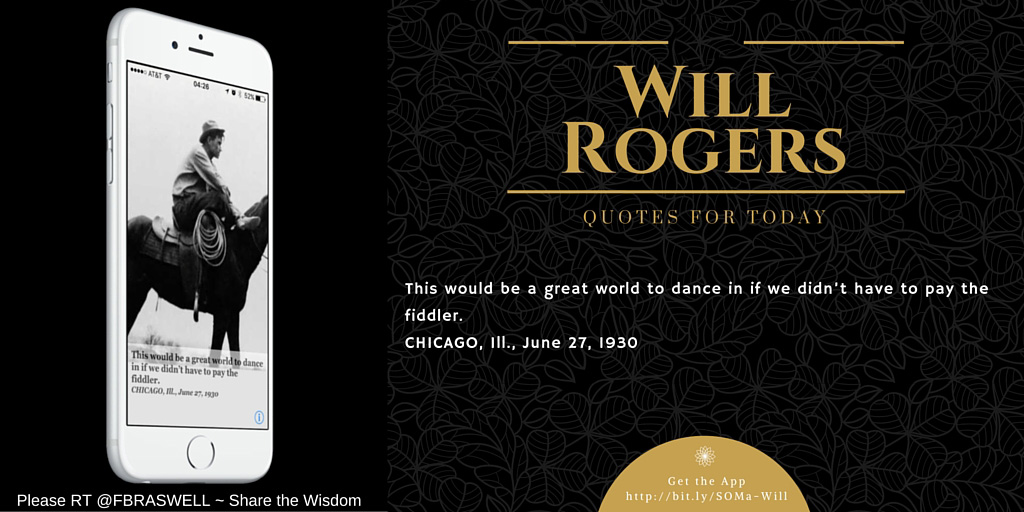 AT&T
04:26
52%
This would be a great world to dance
in if we didn't have to pay the
fiddler.
CHICAGO, Ill., June 27, 1930
Please RT @FBRASWELL ~ Share the Wisdom
WILL
ROGERS
QUOTES FOR TODAY
This would be a great world to dance in if we didn't have to pay the
fiddler.
CHICAGO, Ill., June 27, 1930
Get the App
http://bit.ly/SOMa-Will